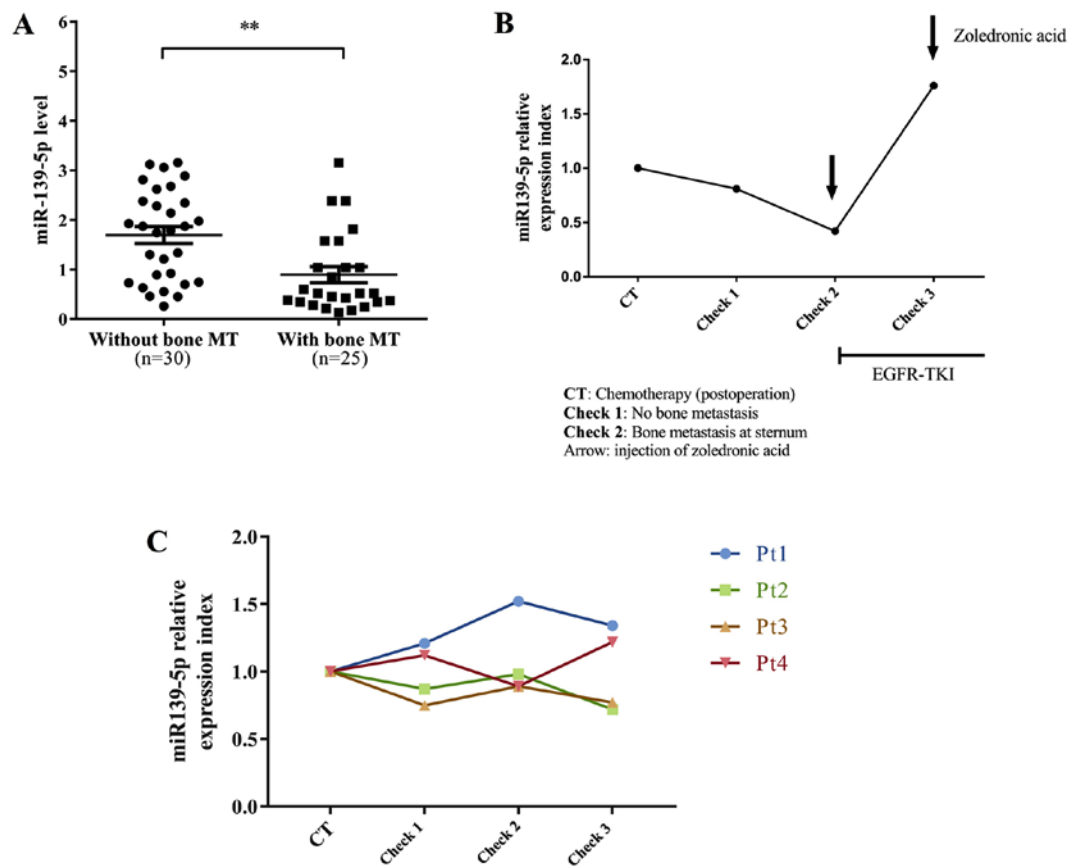 A
**
6
5
4
3
2
1
0
miR-139-5p level
Without bone MT
(n=30)
With bone MT
(n=25)
B
Zoledronic acid
2.0
1.5
1.0
0.5
0.0
miR139-5p relative
expression index
CT
Check 1
Check 2
Check 3
EGFR-TKI
CT: Chemotherapy (postoperation)
Check 1: No bone metastasis
Check 2: Bone metastasis at sternum
Arrow: injection of zoledronic acid
C
2.0
1.5
1.0
0.5
0.0
miR139-5p relative
expression index
CT
Check 1
Check 2
Check 3
Pt1
Pt2
Pt3
Pt4